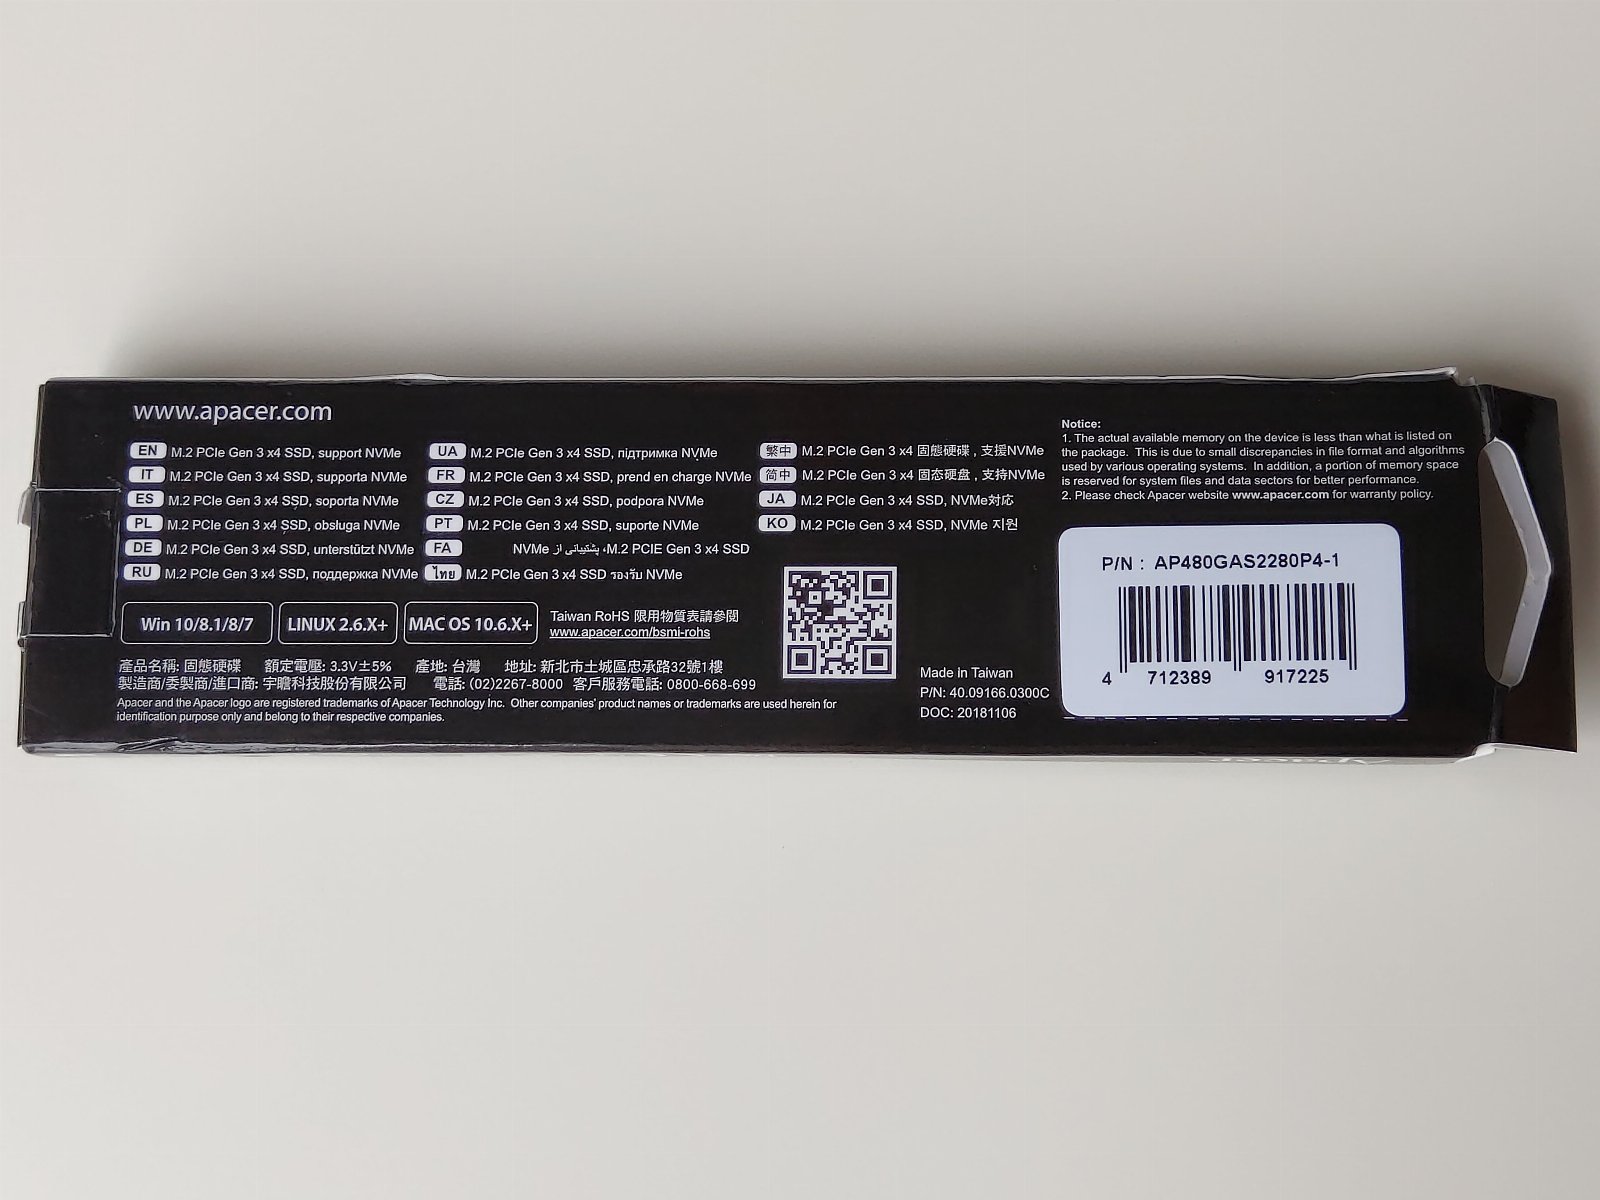 www.apacer.com
EN M.2 PCIe Gen 3 x4 SSD, support NVMe
IT M.2 PCIe Gen 3 x4 SSD, supporta NVMe
ES M.2 PCIe Gen 3 x4 SSD, soporta NVMe
PL M.2 PCIe Gen 3 x4 SSD, obsługa NVMe
DE M.2 PCIe Gen 3 x4 SSD, unterstützt NVMe
RU M.2 PCIe Gen 3 x4 SSD, поддержка NVMe
UA M.2 PCIe Gen 3 x4 SSD, підтримка NVMe
FR M.2 PCIe Gen 3 x4 SSD, prend en charge NVMe
CZ M.2 PCIe Gen 3 x4 SSD, podpora NVMe
PT M.2 PCIe Gen 3 x4 SSD, suporte NVMe
FA M.2 PCIE Gen 3 x4 SSD، پشتیبانی از NVMe
ไทย M.2 PCIe Gen 3 x4 SSD รองรับ NVMe
繁中 M.2 PCIe Gen 3 x4 固態硬碟，支援NVMe
简中 M.2 PCIe Gen 3 x4 固态硬盘，支持NVMe
JA M.2 PCIe Gen 3 x4 SSD, NVMe対応
KO M.2 PCIe Gen 3 x4 SSD, NVMe 지원
Win 10/8.1/8/7
LINUX 2.6.X+
MAC OS 10.6.X+
Taiwan RoHS 限用物質表請參閱
www.apacer.com/bsmi-rohs
產品名稱: 固態硬碟 額定電壓: 3.3V±5% 產地: 台灣 地址: 新北市土城區忠承路32號1樓
製造商/委製商/進口商: 宇瞻科技股份有限公司 電話: (02)2267-8000 客戶服務電話: 0800-668-699
Apacer and the Apacer logo are registered trademarks of Apacer Technology Inc. Other companies' product names or trademarks are used herein for
identification purpose only and belong to their respective companies.
Made In Taiwan
P/N: 40.09166.0300C
DOC: 20181106
Notice:
1. The actual available memory on the device is less than what is listed on
the package. This is due to small discrepancies in file format and algorithms
used by various operating systems. In addition, a portion of memory space
is reserved for system files and data sectors for better performance.
2. Please check Apacer website www.apacer.com for warranty policy.
P/N : AP480GAS2280P4-1
4 712389 917225